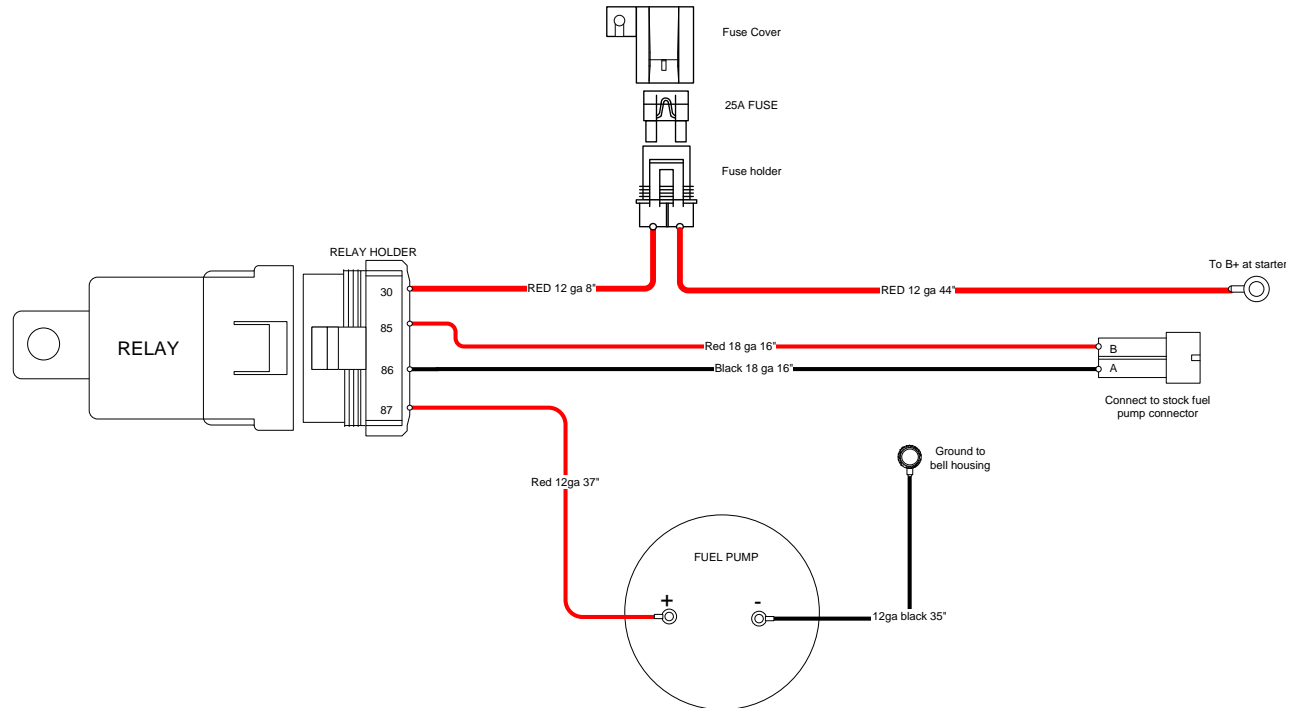 Fuse Cover
25A FUSE
Fuse holder
RELAY HOLDER
To B+ at starter
30
RED 12 ga 8"
RED 12 ga 44"
85
RELAY
Red 18 ga 16"
B
86
Black 18 ga 16"
A
87
Connect to stock fuel
pump connector
Ground to
bell housing
Red 12ga 37"
FUEL PUMP
+
-
12ga black 35"